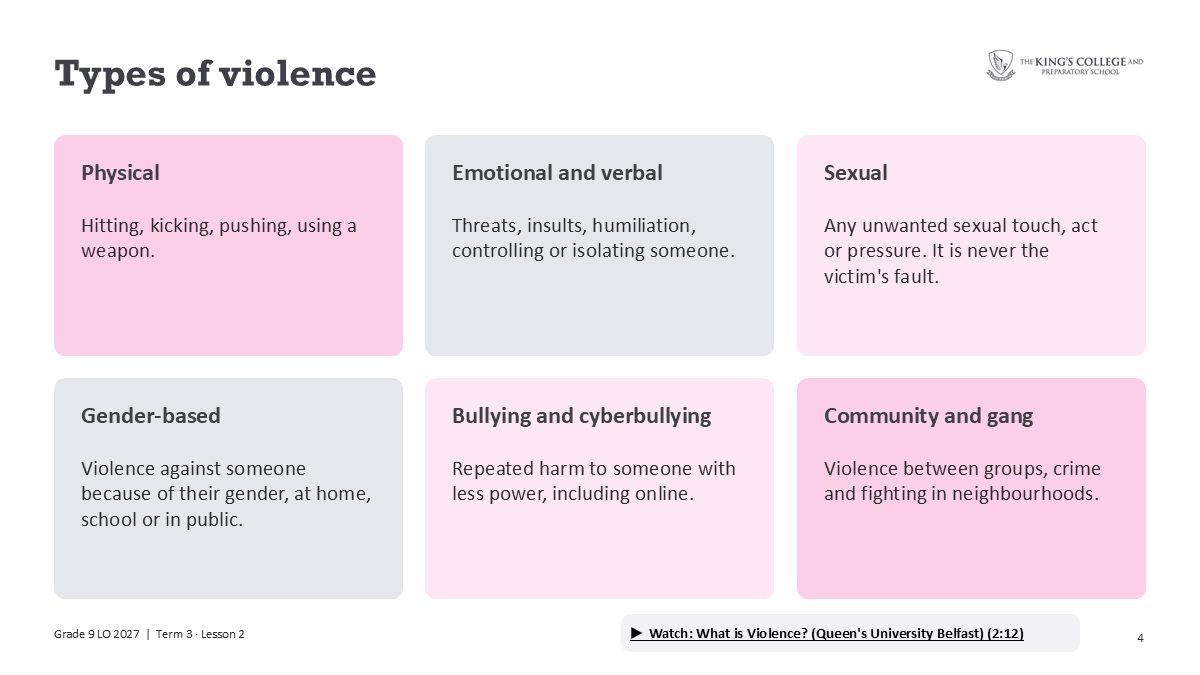 Types of violence
THE KING'S COLLEGE AND
PREPARATORY SCHOOL
Physical
Hitting, kicking, pushing, using a
weapon.
Emotional and verbal
Threats, insults, humiliation,
controlling or isolating someone.
Sexual
Any unwanted sexual touch, act
or pressure. It is never the
victim's fault.
Gender-based
Violence against someone
because of their gender, at home,
school or in public.
Bullying and cyberbullying
Repeated harm to someone with
less power, including online.
Community and gang
Violence between groups, crime
and fighting in neighbourhoods.
Grade 9 LO 2027 | Term 3 · Lesson 2
▶ Watch: What is Violence? (Queen's University Belfast) (2:12)
4